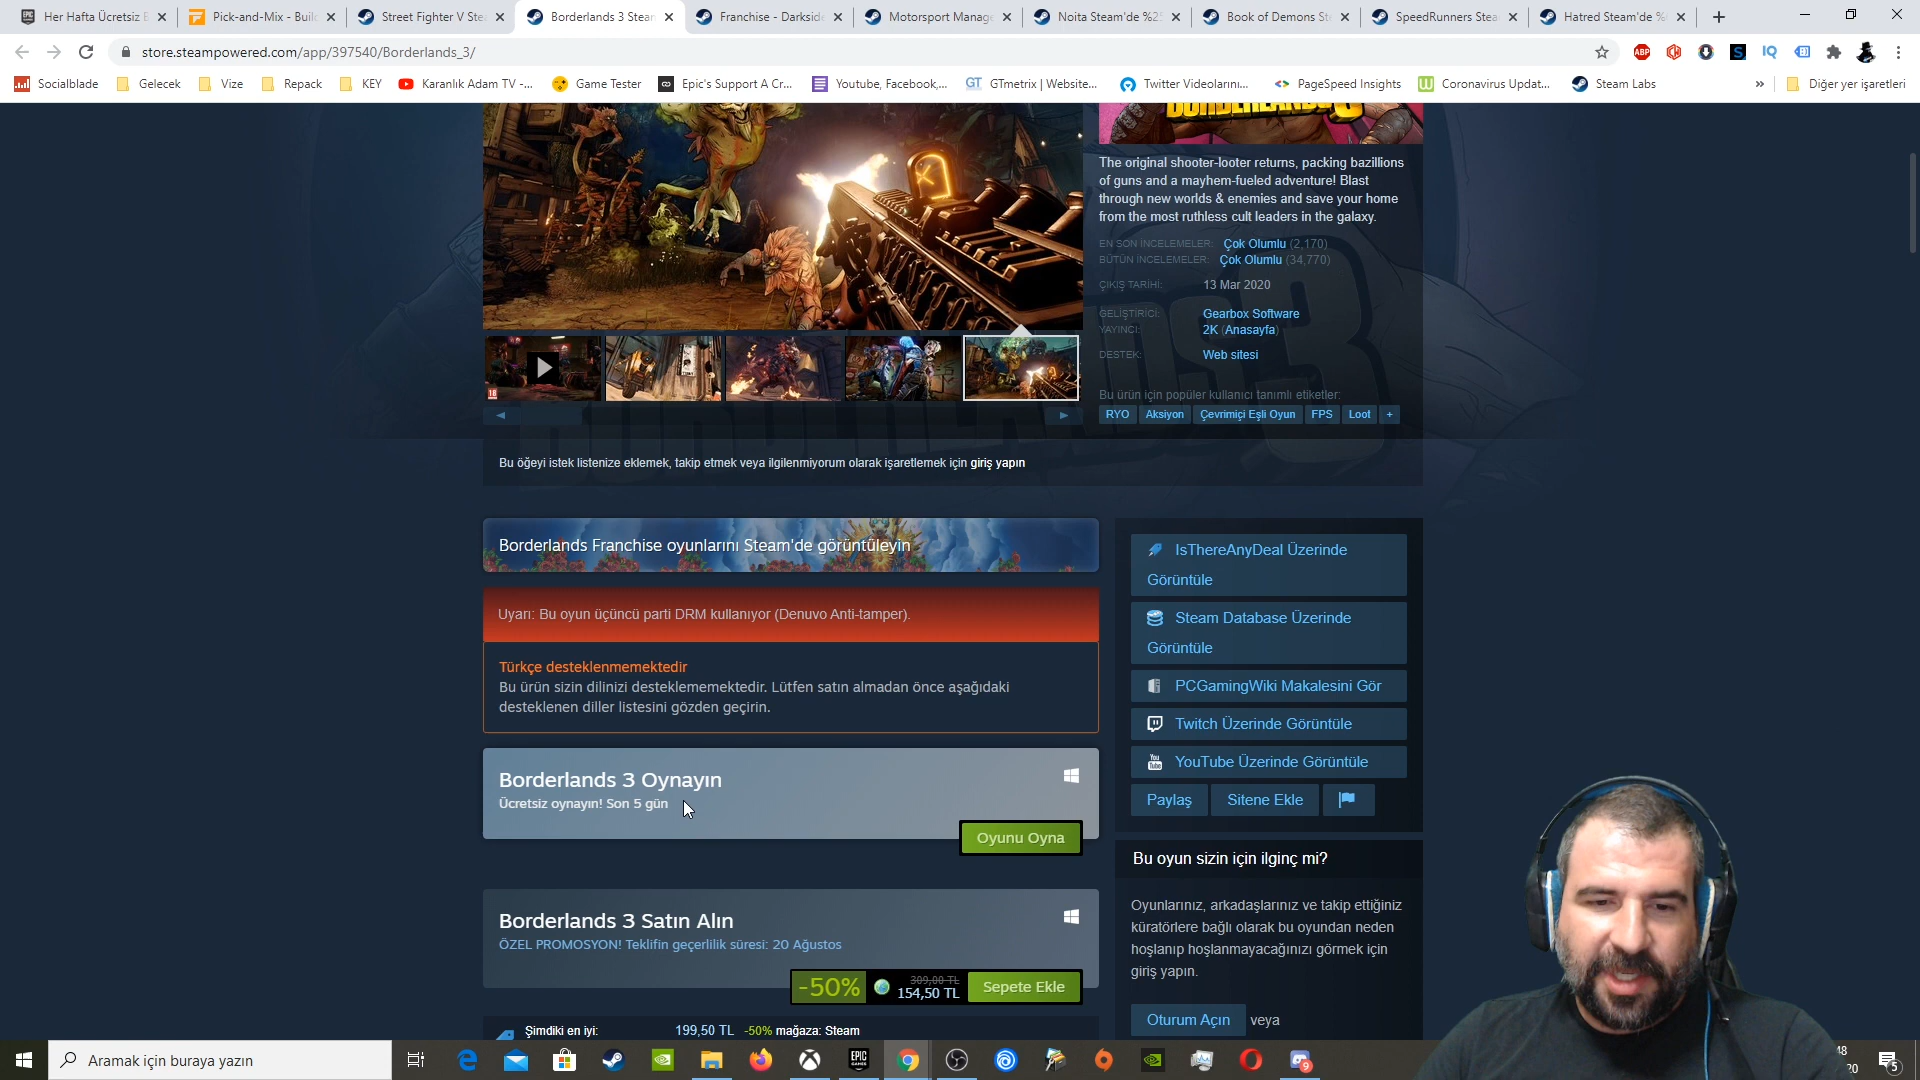 Her Hafta Ücretsiz
Pick-and-Mix - Buil
Street Fighter V Ste
Borderlands 3 Stean
Franchise - Darkside
Motorsport Manage
Noita Steam'de %2
Book of Demons St
SpeedRunners Stea
Hatred Steam'de %
store.steampowered.com/app/397540/Borderlands_3/
Socialblade
Gelecek
Vize
Repack
KEY
Karanlık Adam TV -...
Game Tester
Epic's Support A Cr...
Youtube, Facebook,...
GTmetrix | Website...
Twitter Videolarını...
PageSpeed Insights
Coronavirus Updat...
Steam Labs
»
Diğer yer işaretleri
The original shooter-looter returns, packing bazillions
of guns and a mayhem-fueled adventure! Blast
through new worlds & enemies and save your home
from the most ruthless cult leaders in the galaxy.
EN SON İNCELEMELER: Çok Olumlu (2,170)
BÜTÜN İNCELEMELER: Çok Olumlu (34,770)
ÇIKIŞ TARİHİ: 13 Mar 2020
GELİŞTİRİCİ: Gearbox Software
YAYINCI: 2K (Anasayfa)
DESTEK: Web sitesi
Bu ürün için popüler kullanıcı tanımlı etiketler:
RYO Aksiyon Çevrimiçi Eşli Oyun FPS Loot +
Bu öğeyi istek listenize eklemek, takip etmek veya ilgilenmiyorum olarak işaretlemek için giriş yapın
Borderlands Franchise oyunlarını Steam'de görüntüleyin
Uyarı: Bu oyun üçüncü parti DRM kullanıyor (Denuvo Anti-tamper).
Türkçe desteklenmemektedir
Bu ürün sizin dilinizi desteklememektedir. Lütfen satın almadan önce aşağıdaki
desteklenen diller listesini gözden geçirin.
Borderlands 3 Oynayın
Ücretsiz oynayın! Son 5 gün
Oyunu Oyna
Borderlands 3 Satın Alın
ÖZEL PROMOSYON! Teklifin geçerlilik süresi: 20 Ağustos
-50% 309,00 TL
154,50 TL
Sepete Ekle
Şimdiki en iyi: 199,50 TL -50% mağaza: Steam
IsThereAnyDeal Üzerinde
Görüntüle
Steam Database Üzerinde
Görüntüle
PCGamingWiki Makalesini Gör
Twitch Üzerinde Görüntüle
YouTube Üzerinde Görüntüle
Paylaş
Sitene Ekle
Bu oyun sizin için ilginç mi?
Oyunlarınız, arkadaşlarınız ve takip ettiğiniz
küratörlere bağlı olarak bu oyundan neden
hoşlanıp hoşlanmayacağınızı görmek için
giriş yapın.
Oturum Açın veya
Aramak için buraya yazın